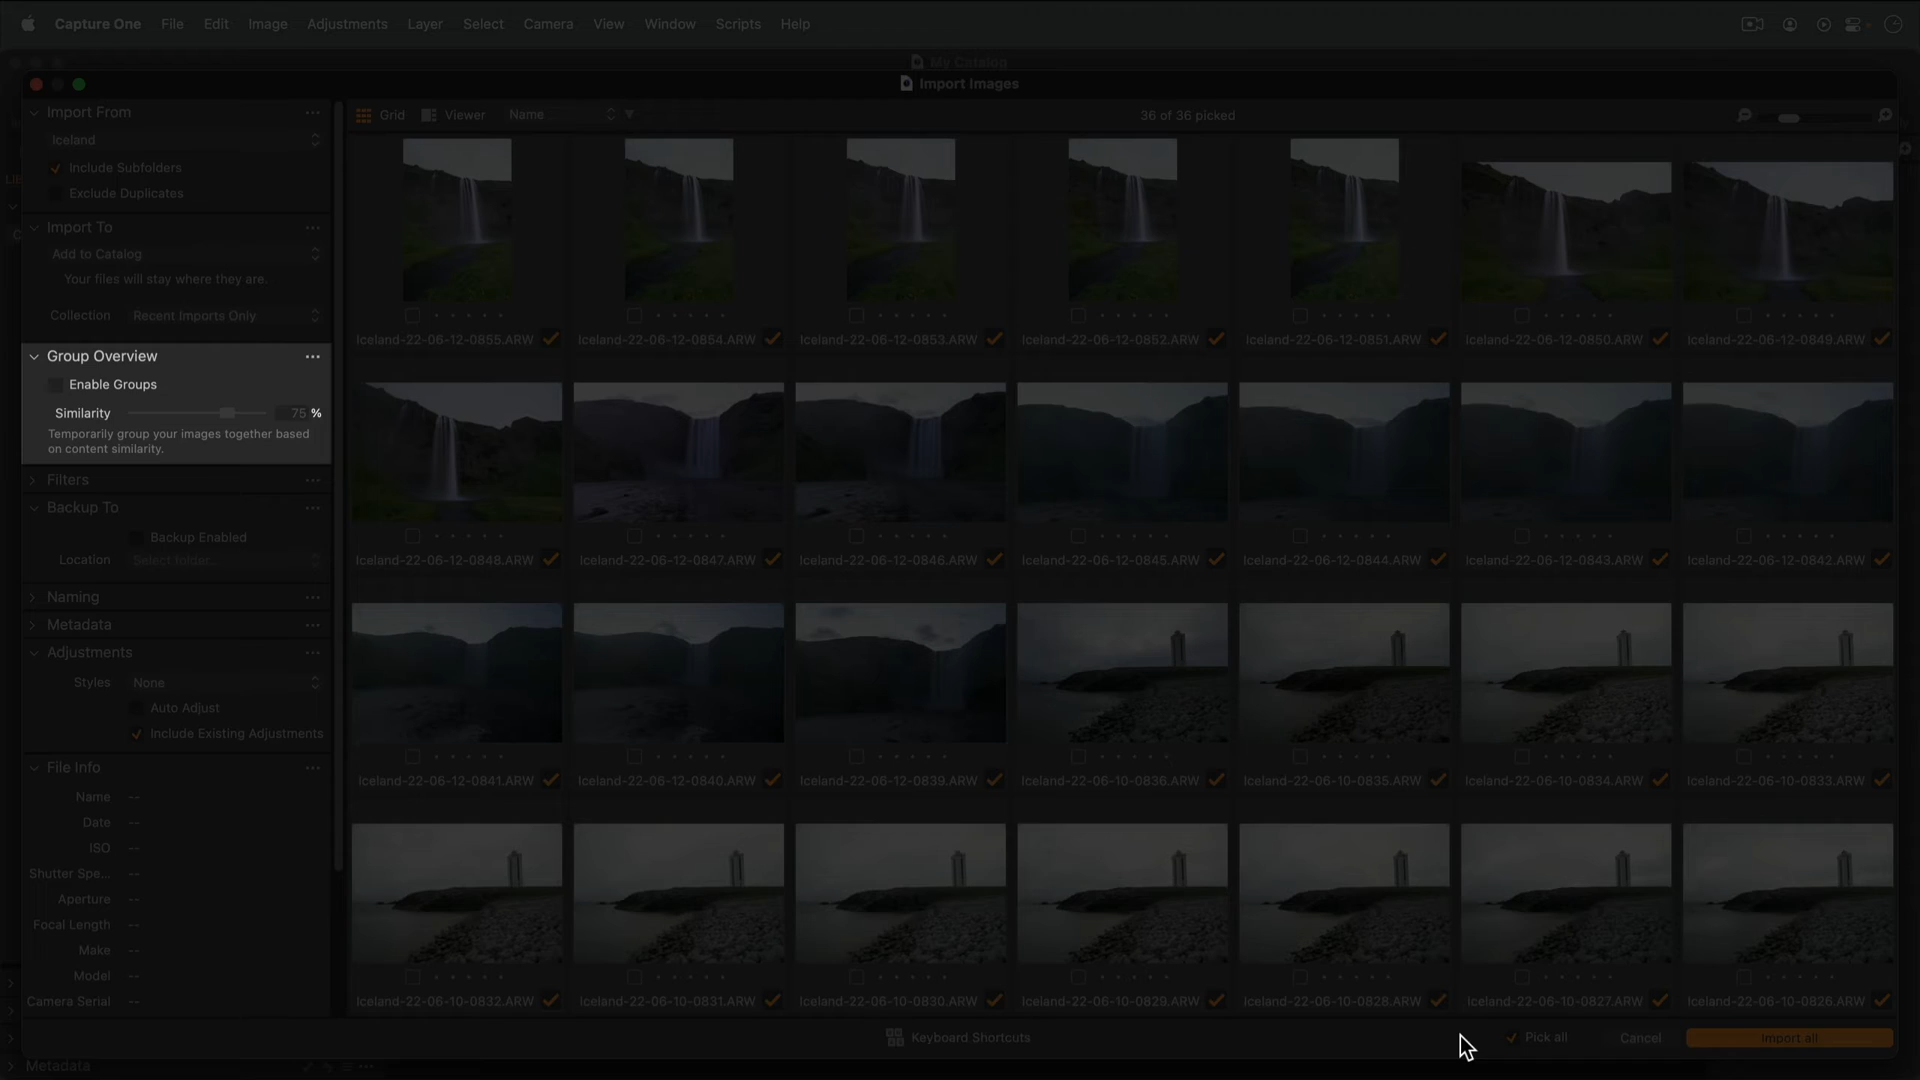 Capture One File Edit Image Adjustments Layer Select Camera View Window Scripts Help
My Catalog
Import Images
Import From
Iceland
Include Subfolders
Exclude Duplicates
Import To
Add to Catalog
Your files will stay where they are.
Collection Recent Imports Only
Group Overview
Enable Groups
Similarity 75 %
Temporarily group your images together based
on content similarity.
Filters
Backup To
Backup Enabled
Location Select folder...
Naming
Metadata
Adjustments
Styles None
Auto Adjust
Include Existing Adjustments
File Info
Name --
Date --
ISO --
Shutter Spe... --
Aperture --
Focal Length --
Make --
Model --
Camera Serial --
Grid Viewer Name 36 of 36 picked
Iceland-22-06-12-0855.ARW Iceland-22-06-12-0854.ARW Iceland-22-06-12-0853.ARW Iceland-22-06-12-0852.ARW Iceland-22-06-12-0851.ARW Iceland-22-06-12-0850.ARW Iceland-22-06-12-0849.ARW
Iceland-22-06-12-0848.ARW Iceland-22-06-12-0847.ARW Iceland-22-06-12-0846.ARW Iceland-22-06-12-0845.ARW Iceland-22-06-12-0844.ARW Iceland-22-06-12-0843.ARW Iceland-22-06-12-0842.ARW
Iceland-22-06-12-0841.ARW Iceland-22-06-12-0840.ARW Iceland-22-06-12-0839.ARW Iceland-22-06-10-0836.ARW Iceland-22-06-10-0835.ARW Iceland-22-06-10-0834.ARW Iceland-22-06-10-0833.ARW
Iceland-22-06-10-0832.ARW Iceland-22-06-10-0831.ARW Iceland-22-06-10-0830.ARW Iceland-22-06-10-0829.ARW Iceland-22-06-10-0828.ARW Iceland-22-06-10-0827.ARW Iceland-22-06-10-0826.ARW
Keyboard Shortcuts Pick all Cancel Import all
Metadata